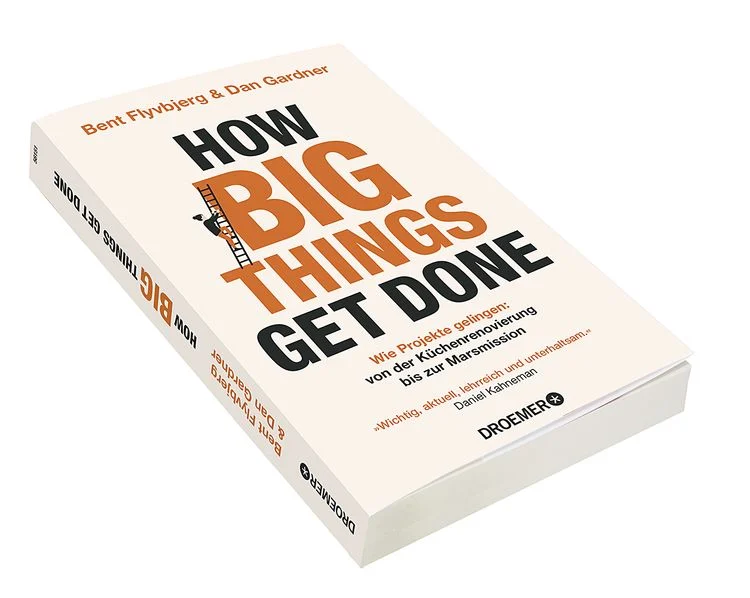 Bent Flyvbjerg & Dan Gardner
HOW
BIG
THINGS
GET DONE
Wie Projekte gelingen:
von der Küchenrenovierung
bis zur Marsmission
»Wichtig, aktuell, lehrreich und unterhaltsam.«
Daniel Kahneman
DROEMER
HOW BIG THINGS GET DONE
Bent Flyvbjerg
& Dan Gardner
DROEMER